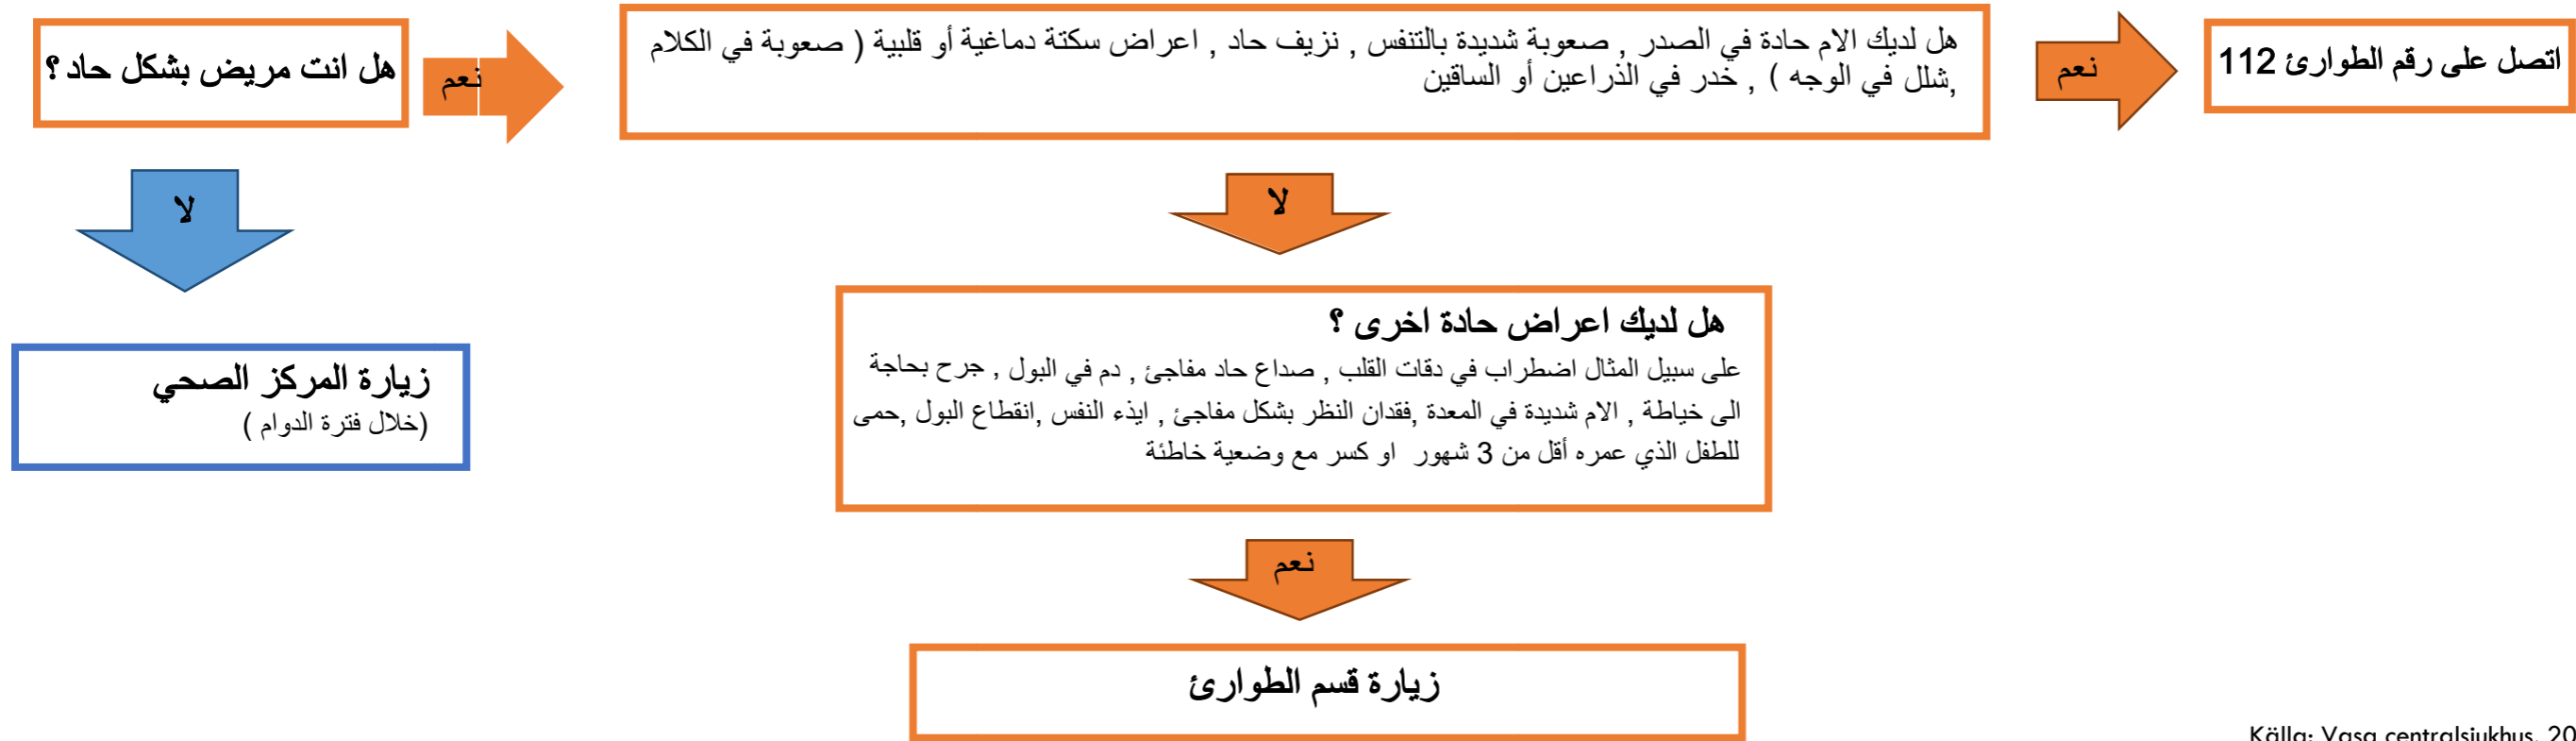 هل انت مريض بشكل حاد ؟
نعم
هل لديك الام حادة في الصدر , صعوبة شديدة بالتنفس , نزيف حاد , اعراض سكتة دماغية أو قلبية ( صعوبة في الكلام
,شلل في الوجه ) , خدر في الذراعين أو الساقين
نعم
اتصل على رقم الطوارئ 112
لا
لا
زيارة المركز الصحي
(خلال فترة الدوام )
هل لديك اعراض حادة اخرى ؟
على سبيل المثال اضطراب في دقات القلب , صداع حاد مفاجئ , دم في البول , جرح بحاجة
الى خياطة , الام شديدة في المعدة ,فقدان النظر بشكل مفاجئ , ايذء النفس ,انقطاع البول ,حمى
للطفل الذي عمره أقل من 3 شهور او كسر مع وضعية خاطئة
نعم
زيارة قسم الطوارئ
Källa: Vasa centralsjukhus, 20